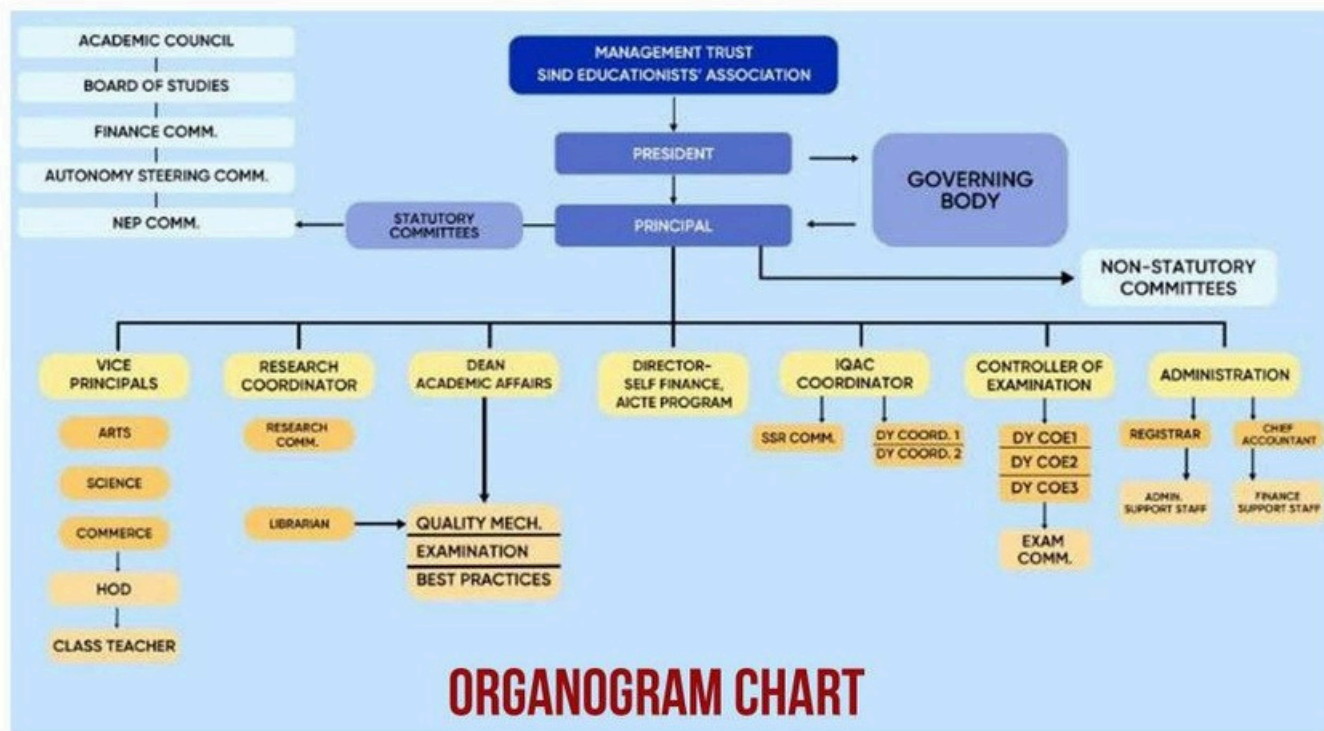 ACADEMIC COUNCIL
BOARD OF STUDIES
FINANCE COMM.
AUTONOMY STEERING COMM.
NEP COMM.
MANAGEMENT TRUST
SIND EDUCATIONISTS' ASSOCIATION
PRESIDENT
GOVERNING
BODY
STATUTORY
COMMITTEES
PRINCIPAL
NON-STATUTORY
COMMITTEES
VICE
PRINCIPALS
ARTS
SCIENCE
COMMERCE
HOD
CLASS TEACHER
RESEARCH
COORDINATOR
RESEARCH
COMM.
LIBRARIAN
DEAN
ACADEMIC AFFAIRS
QUALITY MECH.
EXAMINATION
BEST PRACTICES
DIRECTOR-
SELF FINANCE,
AICTE PROGRAM
IQAC
COORDINATOR
SSR COMM.
DY COORD. 1
DY COORD. 2
CONTROLLER OF
EXAMINATION
DY COE1
DY COE2
DY COE3
EXAM
COMM.
ADMINISTRATION
REGISTRAR
ADMIN.
SUPPORT STAFF
CHIEF
ACCOUNTANT
FINANCE
SUPPORT STAFF
ORGANOGRAM CHART